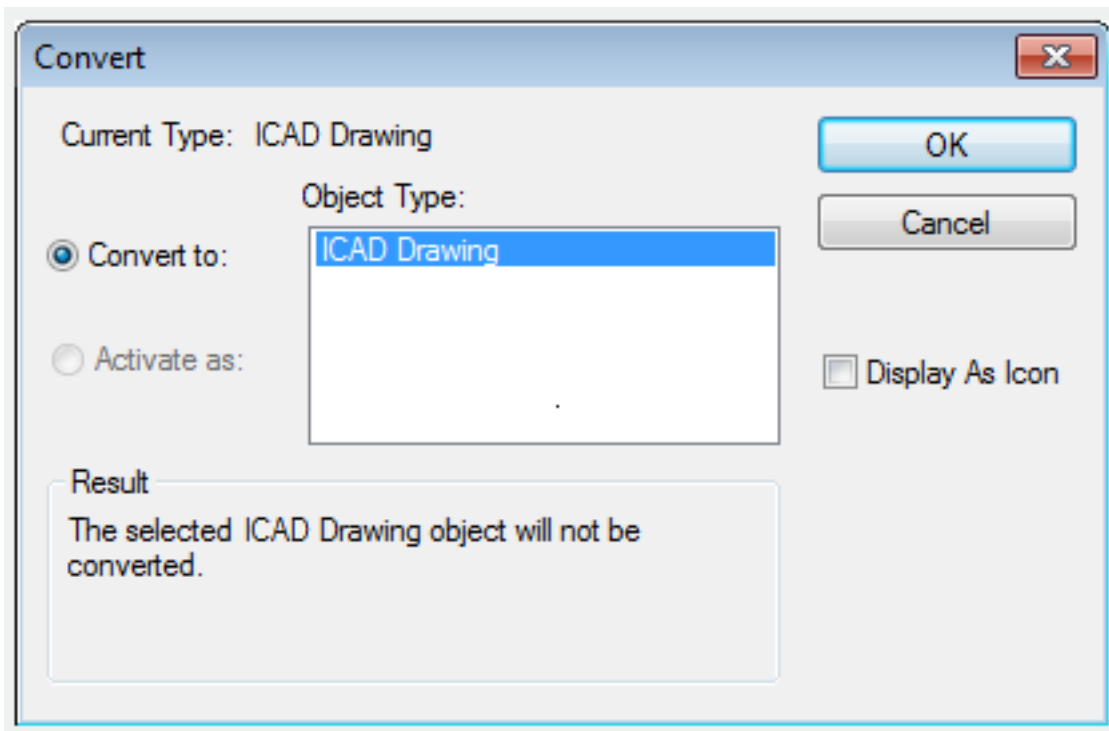 Convert
Current Type: ICAD Drawing
OK
Object Type:
Cancel
Convert to:
ICAD Drawing
Activate as:
Display As Icon
Result
The selected ICAD Drawing object will not be
converted.